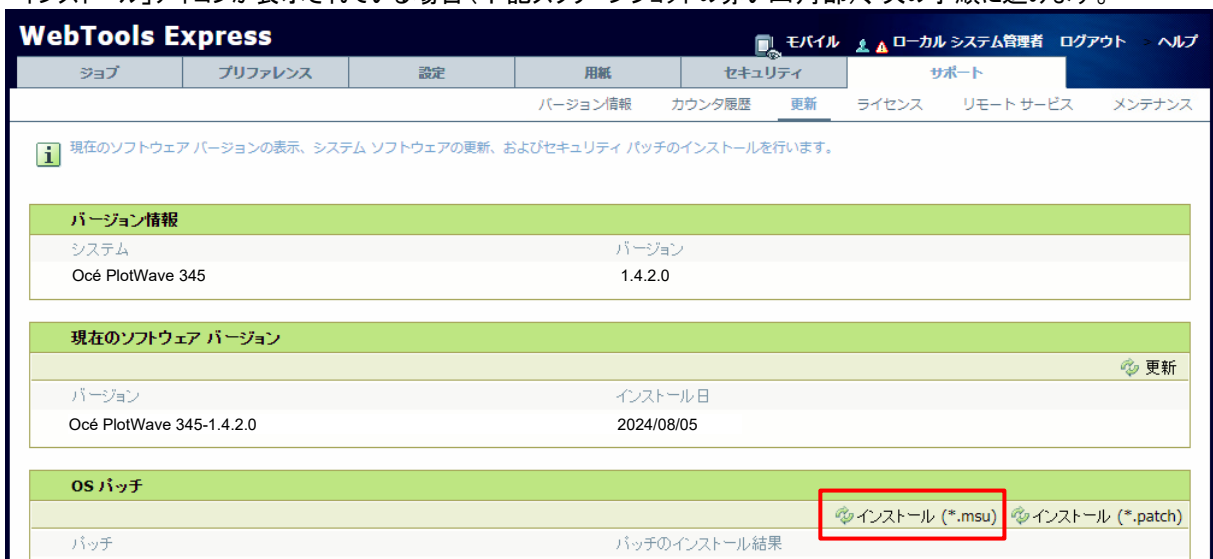 WebTools Express
モバイル ローカル システム管理者 ログアウト ヘルプ
ジョブ プリファレンス 設定 用紙 セキュリティ サポート
バージョン情報 カウンタ履歴 更新 ライセンス リモート サービス メンテナンス
現在のソフトウェア バージョンの表示、システム ソフトウェアの更新、およびセキュリティ パッチのインストールを行います。
バージョン情報
システム バージョン
Océ PlotWave 345 1.4.2.0
現在のソフトウェア バージョン
更新
バージョン インストール日
Océ PlotWave 345-1.4.2.0 2024/08/05
OS パッチ
インストール (*.msu) インストール (*.patch)
パッチ パッチのインストール結果